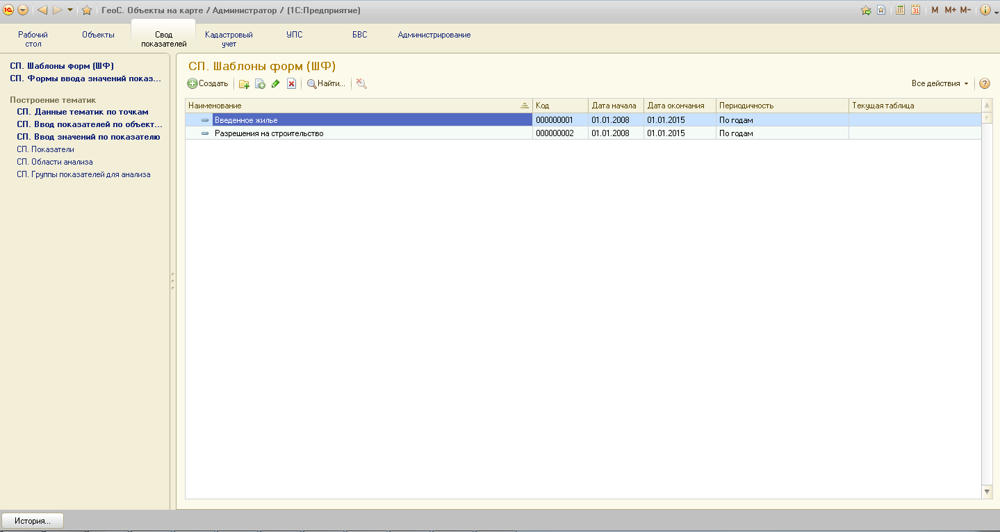 ГеоС. Объекты на карте / Администратор / (1С:Предприятие)
M M+ M-
Рабочий стол
Объекты
Свод показателей
Кадастровый учет
УПС
БВС
Администрирование
СП. Шаблоны форм (ШФ)
СП. Формы ввода значений показ...
Построение тематик
СП. Данные тематик по точкам
СП. Ввод показателей по объект...
СП. Ввод значений по показателю
СП. Показатели
СП. Области анализа
СП. Группы показателей для анализа
СП. Шаблоны форм (ШФ)
Создать Найти... Все действия
Наименование Код Дата начала Дата окончания Периодичность Текущая таблица
Введенное жилье 000000001 01.01.2008 01.01.2015 По годам
Разрешения на строительство 000000002 01.01.2008 01.01.2015 По годам
История...